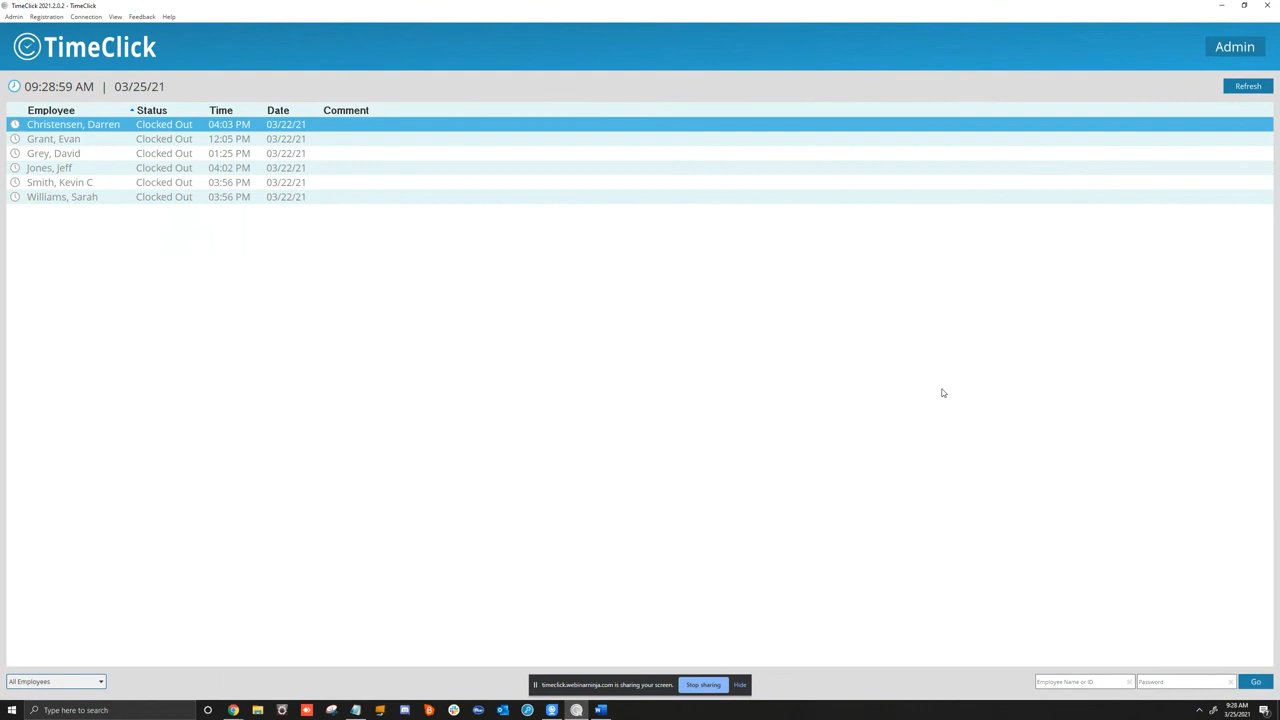 TimeClick 2021.2.0.2 - TimeClick
Admin Registration Connection View Feedback Help
TimeClick
Admin
09:28:59 AM | 03/25/21
Refresh
Employee Status Time Date Comment
Christensen, Darren Clocked Out 04:03 PM 03/22/21
Grant, Evan Clocked Out 12:05 PM 03/22/21
Grey, David Clocked Out 01:25 PM 03/22/21
Jones, Jeff Clocked Out 04:02 PM 03/22/21
Smith, Kevin C Clocked Out 03:56 PM 03/22/21
Williams, Sarah Clocked Out 03:56 PM 03/22/21
All Employees
timeclick.webinarninja.com is sharing your screen. Stop sharing Hide
Employee Name or ID Password Go
Type here to search
9:28 AM
3/25/2021